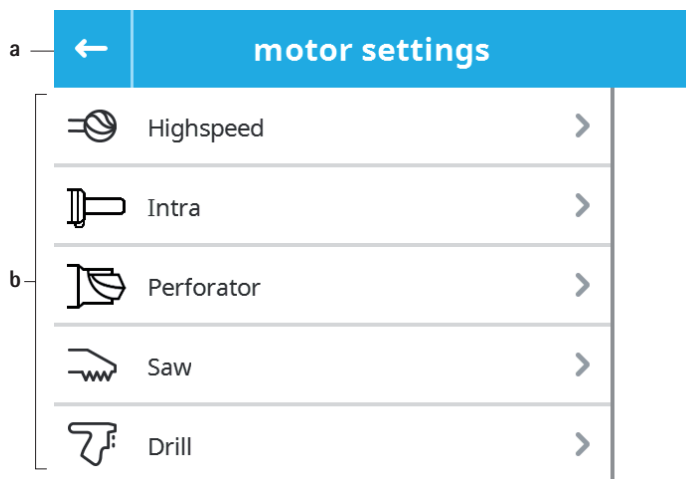 a
motor settings
Highspeed
Intra
b
Perforator
Saw
Drill